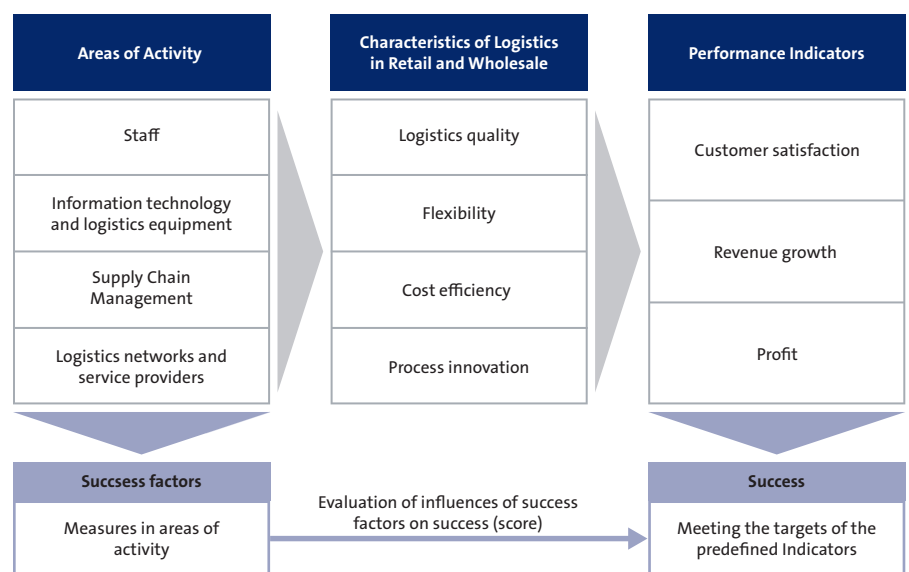 Areas of Activity
Staff
Information technology
and logistics equipment
Supply Chain
Management
Logistics networks and
service providers
Characteristics of Logistics
in Retail and Wholesale
Logistics quality
Flexibility
Cost efficiency
Process innovation
Performance Indicators
Customer satisfaction
Revenue growth
Profit
Succsess factors
Measures in areas of
activity
Evaluation of influences of success
factors on success (score)
Success
Meeting the targets of the
predefined Indicators